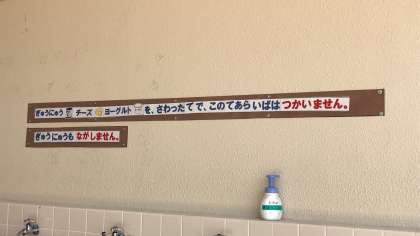 ぎゅうにゅう チーズ ヨーグルト を、さわったてで、このてあらいばは つかいません。
ぎゅうにゅうも ながしません。